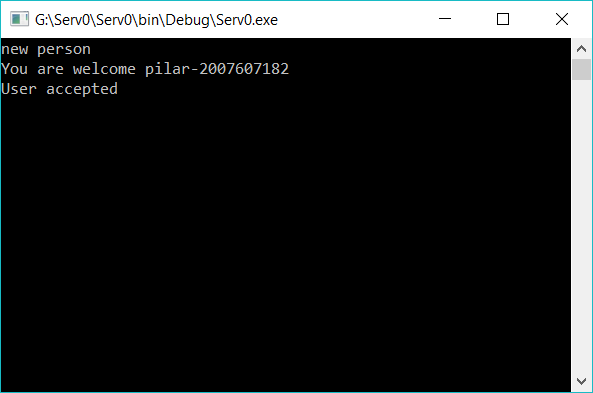 G:\Serv0\Serv0\bin\Debug\Serv0.exe
new person
You are welcome pilar-2007607182
User accepted